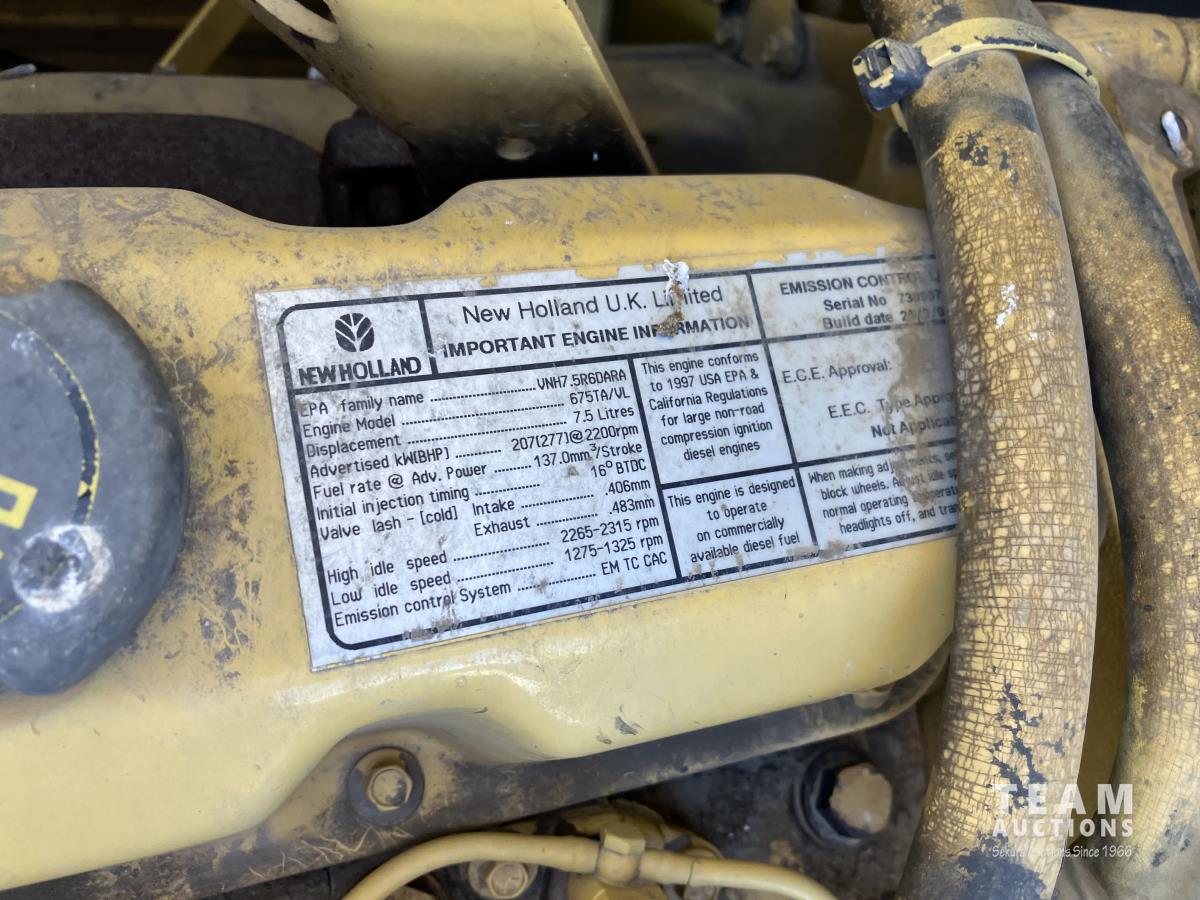 NEW HOLLAND
New Holland U.K. Limited
IMPORTANT ENGINE INFORMATION
EPA family name ........ VNH7.5R6DARA
Engine Model ........ 675TA/VL
Displacement ........ 7.5 Litres
Advertised kW(BHP) ........ 207[277]@2200rpm
Fuel rate @ Adv. Power ........ 137.0mm³/Stroke
Initial injection timing ........ 16° BTDC
Valve lash - [cold] Intake ........ .406mm
Exhaust ........ .483mm
High idle speed ........ 2265-2315 rpm
Low idle speed ........ 1275-1325 rpm
Emission control System ........ EM TC CAC
This engine conforms
to 1997 USA EPA &
California Regulations
for large non-road
compression ignition
diesel engines
This engine is designed
to operate
on commercially
available diesel fuel
EMISSION CONTROL
Serial No
Build date
E.C.E. Approval:
E.E.C. Type
When making
block wheels.
normal operating
headlights off, and
TEAM
AUCTIONS
Since 1966